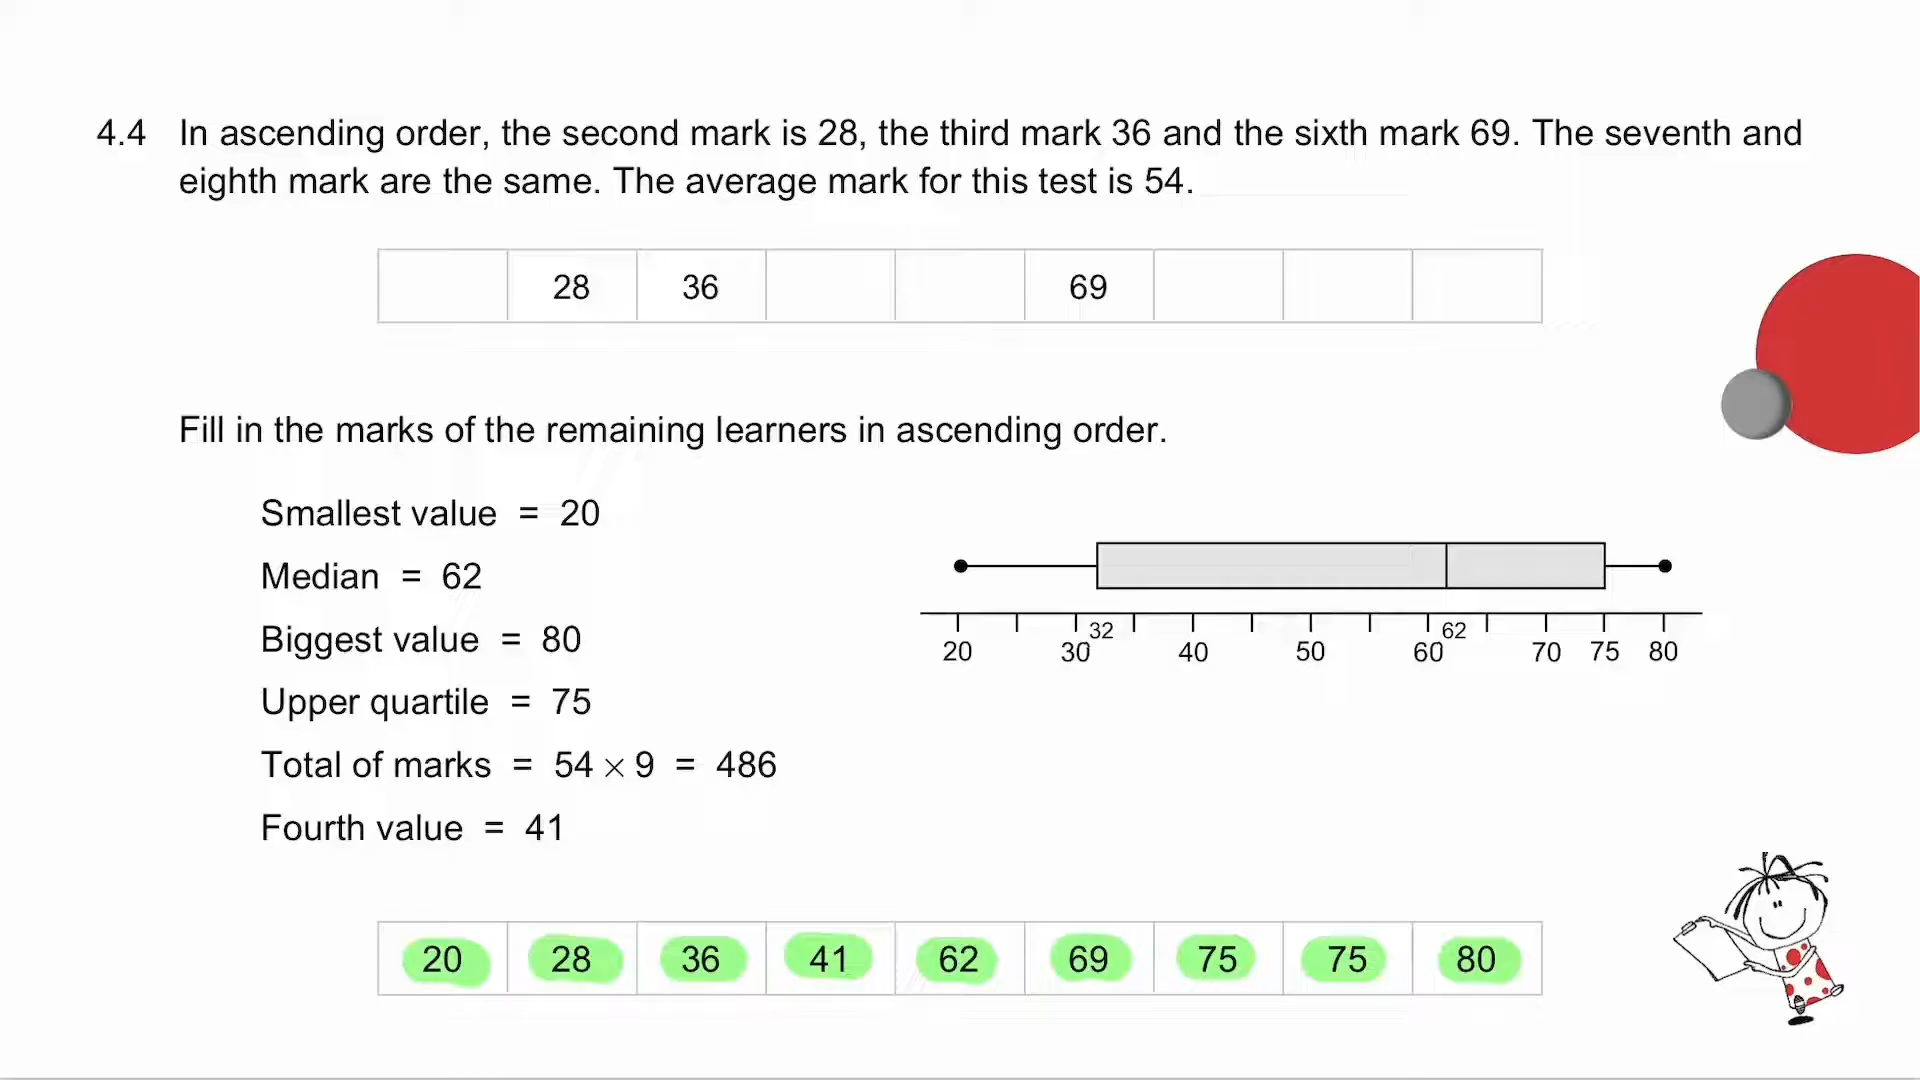 4.4 In ascending order, the second mark is 28, the third mark 36 and the sixth mark 69. The seventh and
eighth mark are the same. The average mark for this test is 54.
28 36 69
Fill in the marks of the remaining learners in ascending order.
Smallest value = 20
Median = 62
Biggest value = 80
Upper quartile = 75
Total of marks = 54 × 9 = 486
Fourth value = 41
32 62
20 30 40 50 60 70 75 80
20 28 36 41 62 69 75 75 80